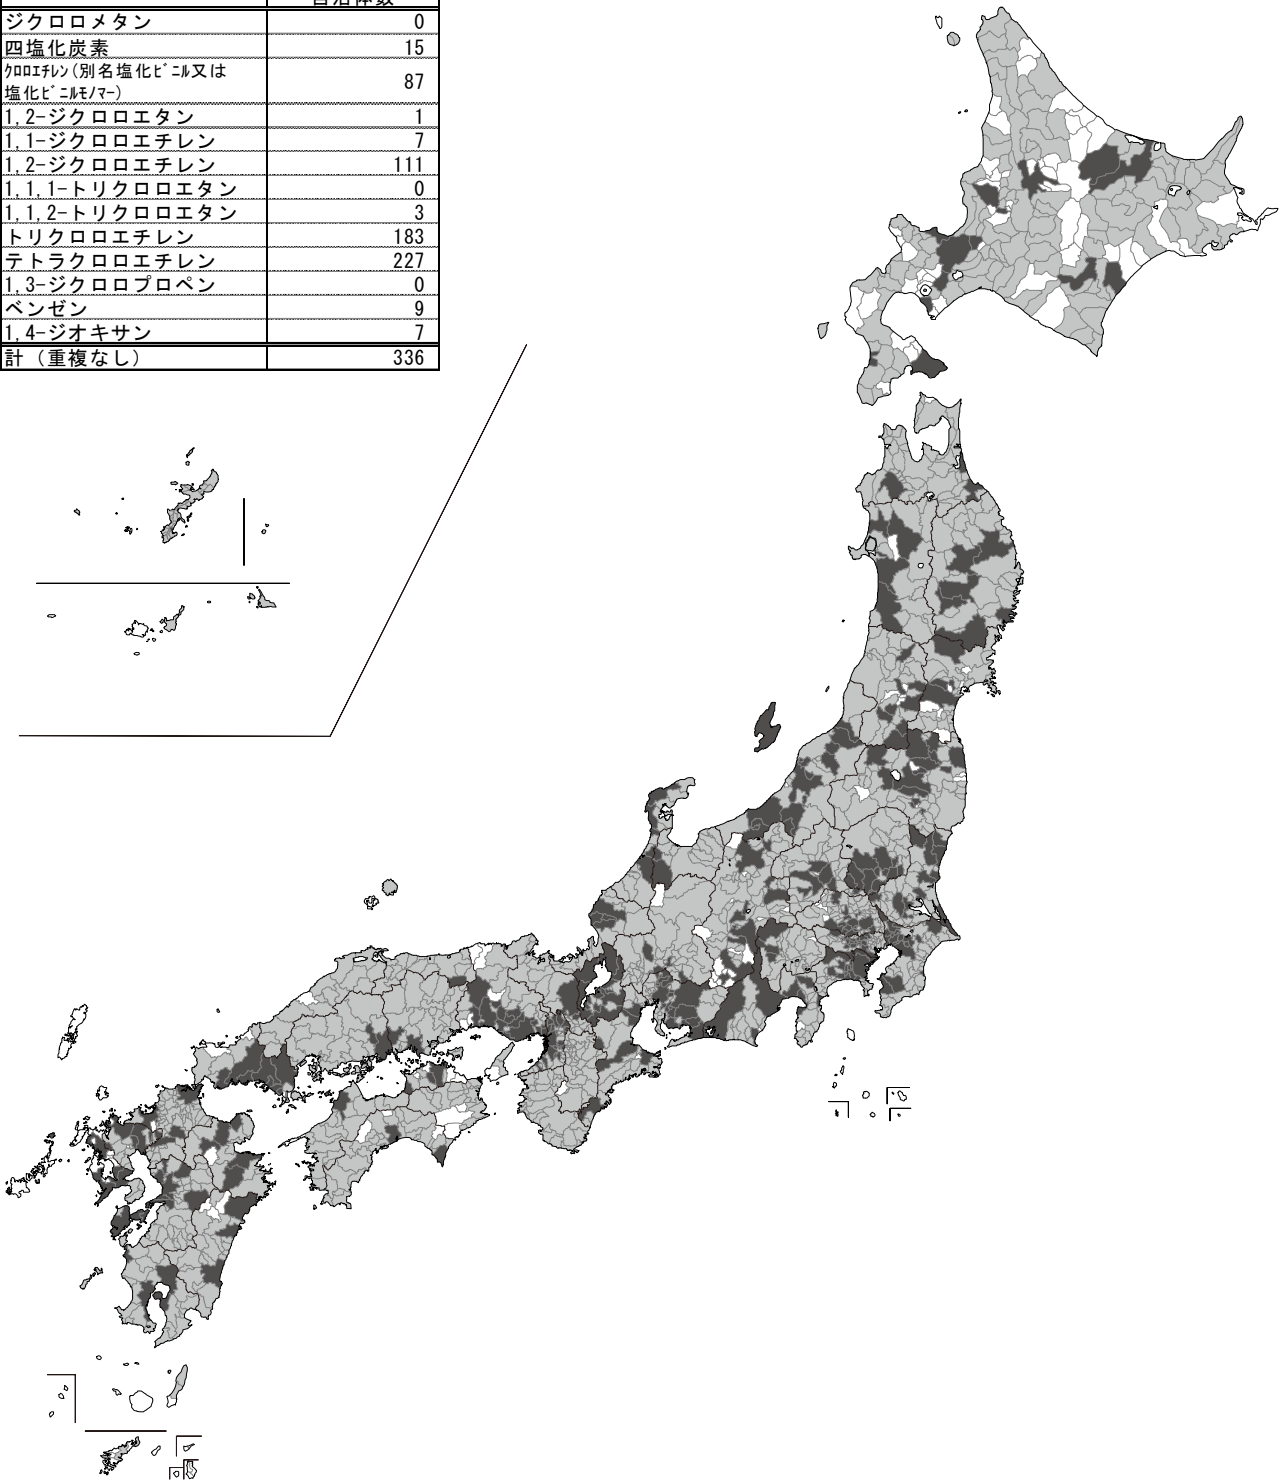 自治体数
ジクロロメタン 0
四塩化炭素 15
ｸﾛﾛｴﾁﾚﾝ(別名塩化ﾋﾞﾆﾙ又は
塩化ﾋﾞﾆﾙﾓﾉﾏｰ) 87
1,2-ジクロロエタン 1
1,1-ジクロロエチレン 7
1,2-ジクロロエチレン 111
1,1,1-トリクロロエタン 0
1,1,2-トリクロロエタン 3
トリクロロエチレン 183
テトラクロロエチレン 227
1,3-ジクロロプロペン 0
ベンゼン 9
1,4-ジオキサン 7
計（重複なし） 336